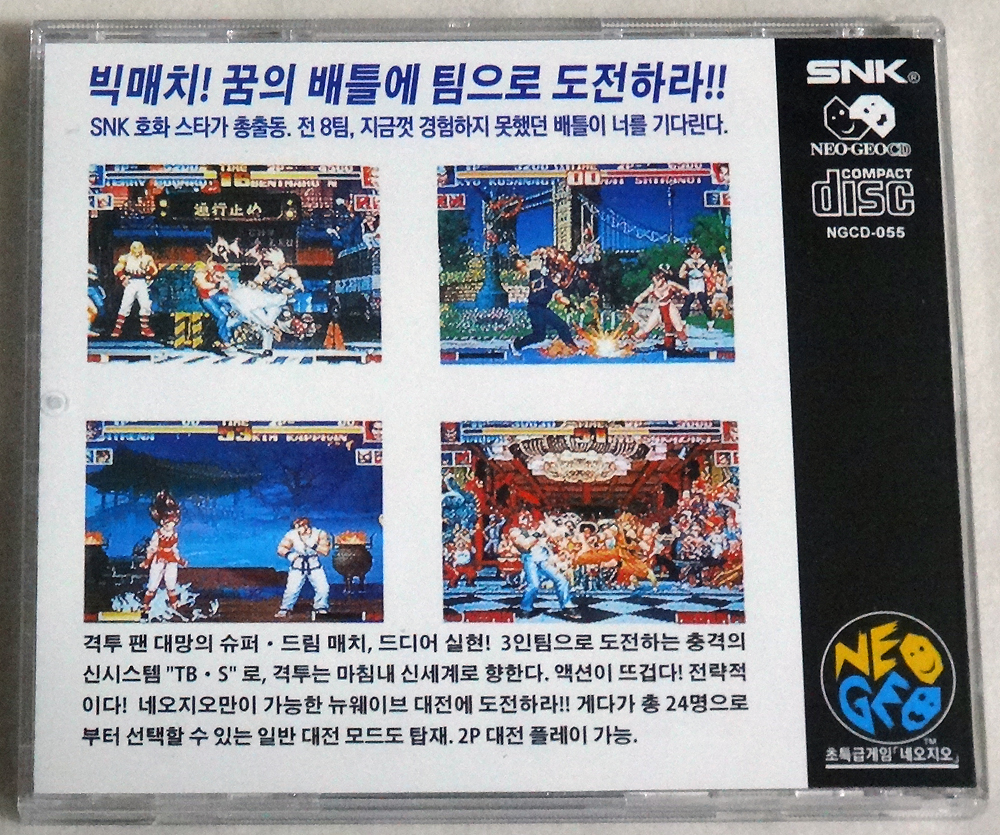 빅매치! 꿈의 배틀에 팀으로 도전하라!!
SNK 호화 스타가 총출동. 전 8팀, 지금껏 경험하지 못했던 배틀이 너를 기다린다.
通行止め
KIM KAPHWAN
격투 팬 대망의 슈퍼・드림 매치, 드디어 실현! 3인팀으로 도전하는 충격의
신시스템 "TB・S"로, 격투는 마침내 신세계로 향한다. 액션이 뜨겁다! 전략적
이다! 네오지오만이 가능한 뉴웨이브 대전에 도전하라!! 게다가 총 24명으로
부터 선택할 수 있는 일반 대전 모드도 탑재. 2P 대전 플레이 가능.
SNK®
NEO·GEO CD
COMPACT
disc
NGCD-055
NEO
GEO
TM
초특급게임「네오지오」